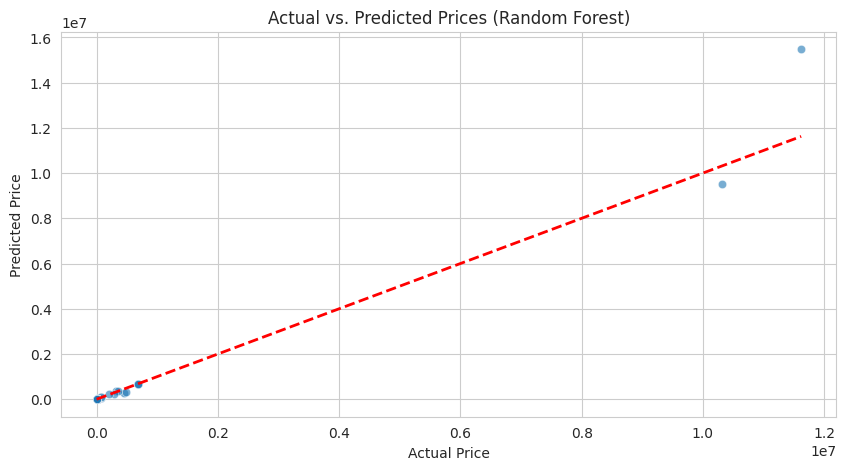 Actual vs. Predicted Prices (Random Forest)
1e7
1.6
1.4
1.2
1.0
0.8
0.6
0.4
0.2
0.0
Predicted Price
0.0 0.2 0.4 0.6 0.8 1.0 1.2
1e7
Actual Price